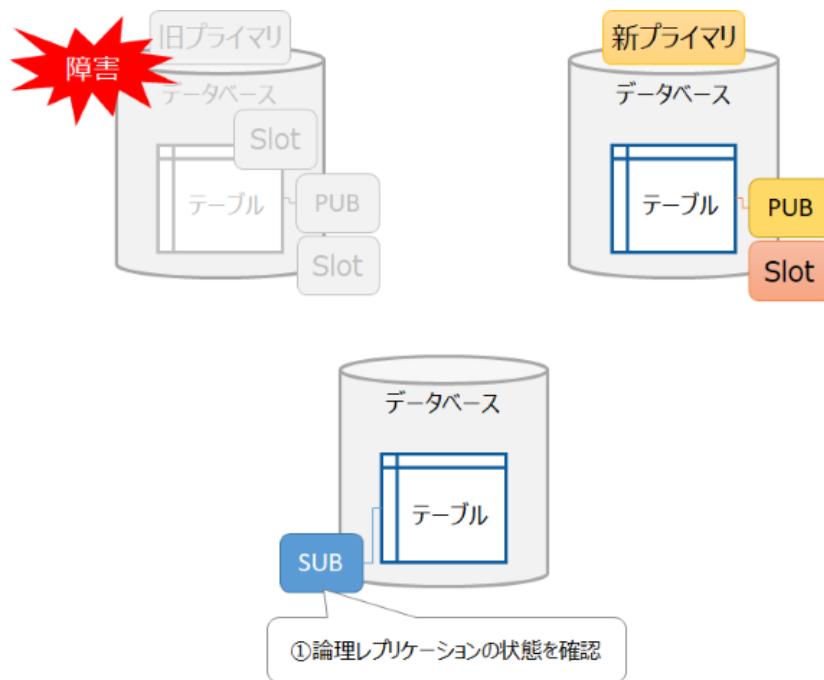 旧プライマリ
障害
データベース
Slot
テーブル
PUB
Slot
新プライマリ
データベース
テーブル
PUB
Slot
データベース
テーブル
SUB
①論理レプリケーションの状態を確認